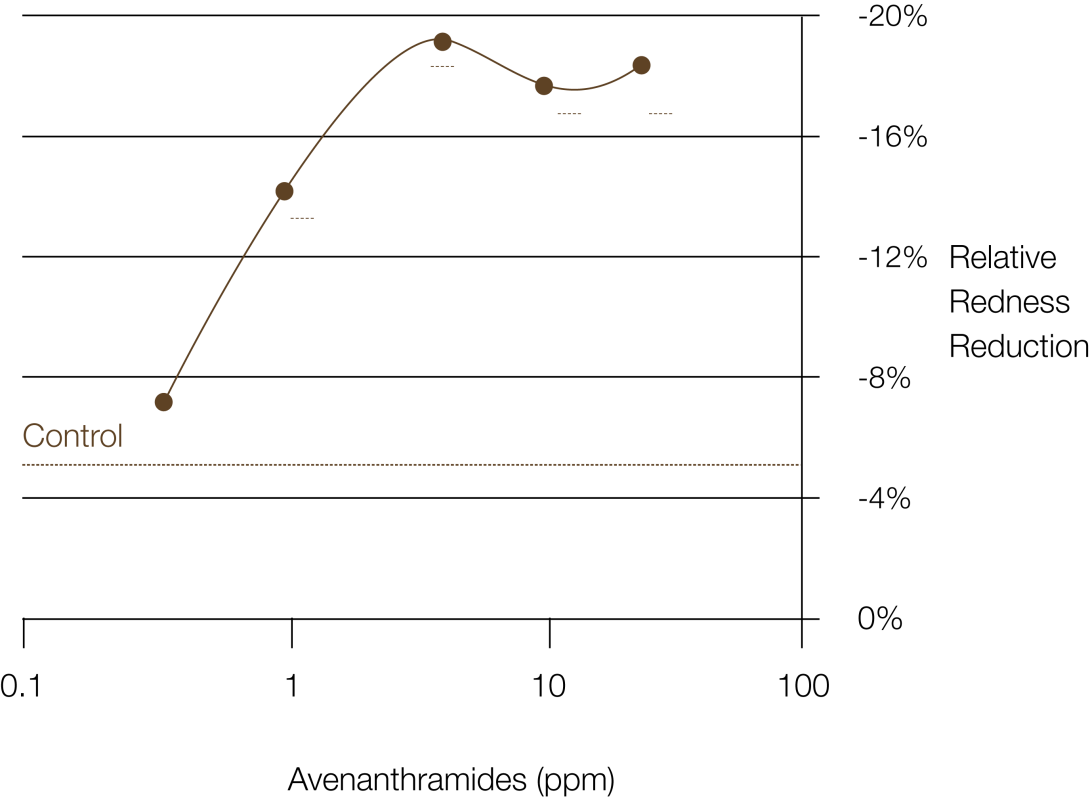 -20%
-16%
-12%
Relative
Redness
Reduction
-8%
Control
-4%
0%
0.1
1
10
100
Avenanthramides (ppm)